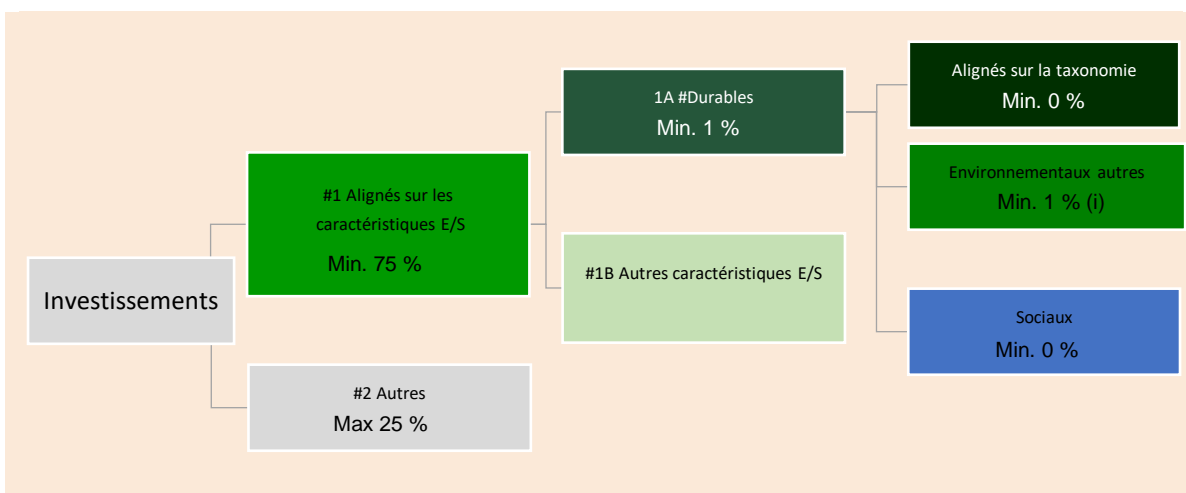 Investissements
#1 Alignés sur les
caractéristiques E/S
Min. 75 %
#2 Autres
Max 25 %
1A #Durables
Min. 1 %
#1B Autres caractéristiques E/S
Alignés sur la taxonomie
Min. 0 %
Environnementaux autres
Min. 1 % (i)
Sociaux
Min. 0 %